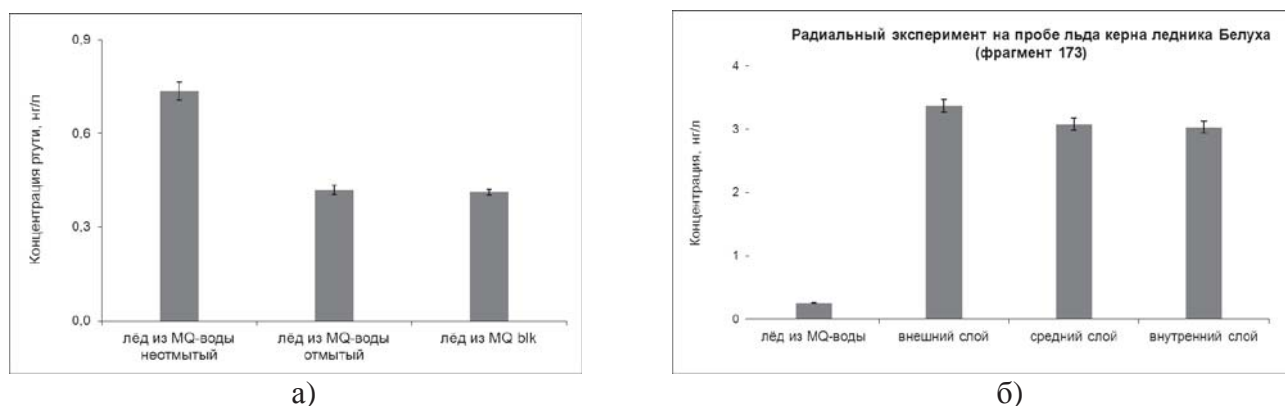 0,9
0,6
0,3
0,0
Концентрация ртути, нг/л
лёд из MQ-воды
неотмытый
лёд из MQ-воды
отмытый
лёд из MQ blk
а)
Радиальный эксперимент на пробе льда керна ледника Белуха
(фрагмент 173)
4
3
2
1
0
Концентрация, нг/л
лёд из MQ-воды
внешний слой
средний слой
внутренний слой
б)